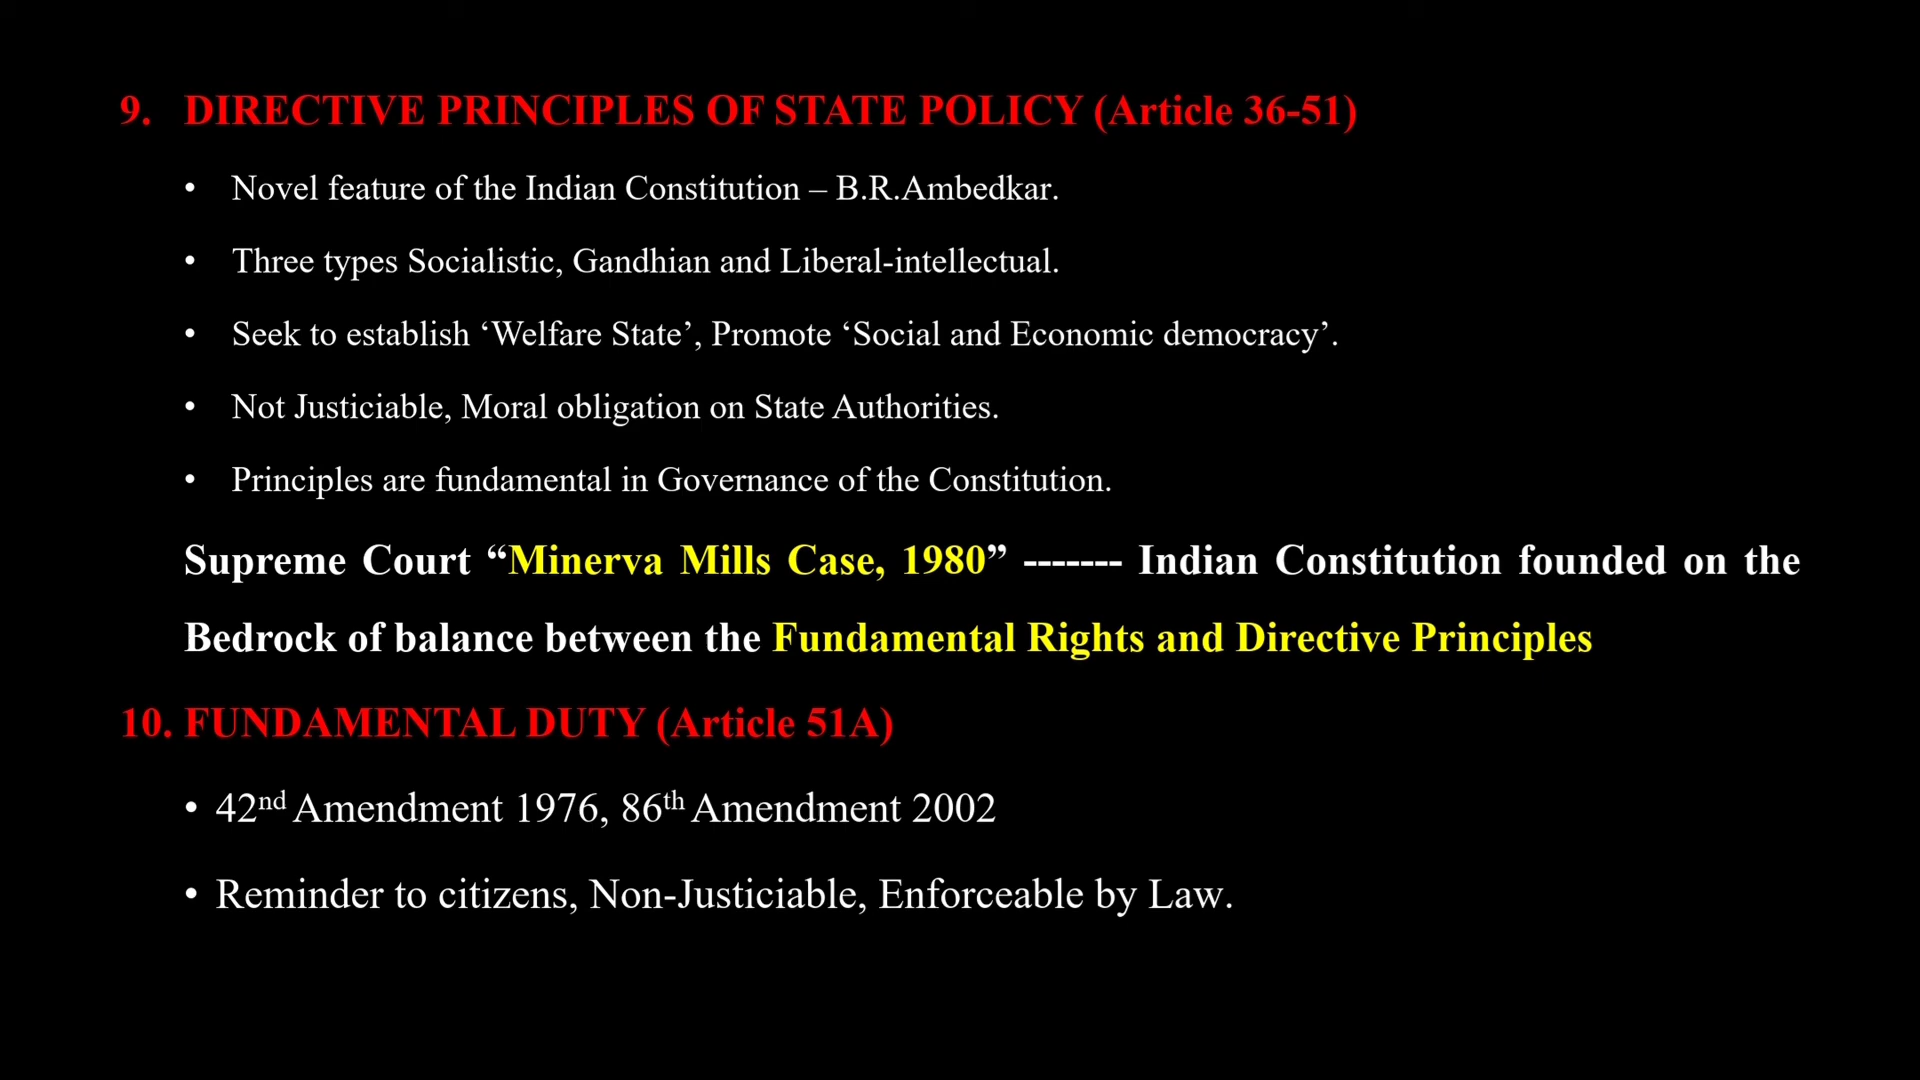 9. DIRECTIVE PRINCIPLES OF STATE POLICY (Article 36-51)
• Novel feature of the Indian Constitution – B.R.Ambedkar.
• Three types Socialistic, Gandhian and Liberal-intellectual.
• Seek to establish ‘Welfare State’, Promote ‘Social and Economic democracy’.
• Not Justiciable, Moral obligation on State Authorities.
• Principles are fundamental in Governance of the Constitution.
Supreme Court “Minerva Mills Case, 1980” ------- Indian Constitution founded on the
Bedrock of balance between the Fundamental Rights and Directive Principles
10. FUNDAMENTAL DUTY (Article 51A)
• 42nd Amendment 1976, 86th Amendment 2002
• Reminder to citizens, Non-Justiciable, Enforceable by Law.